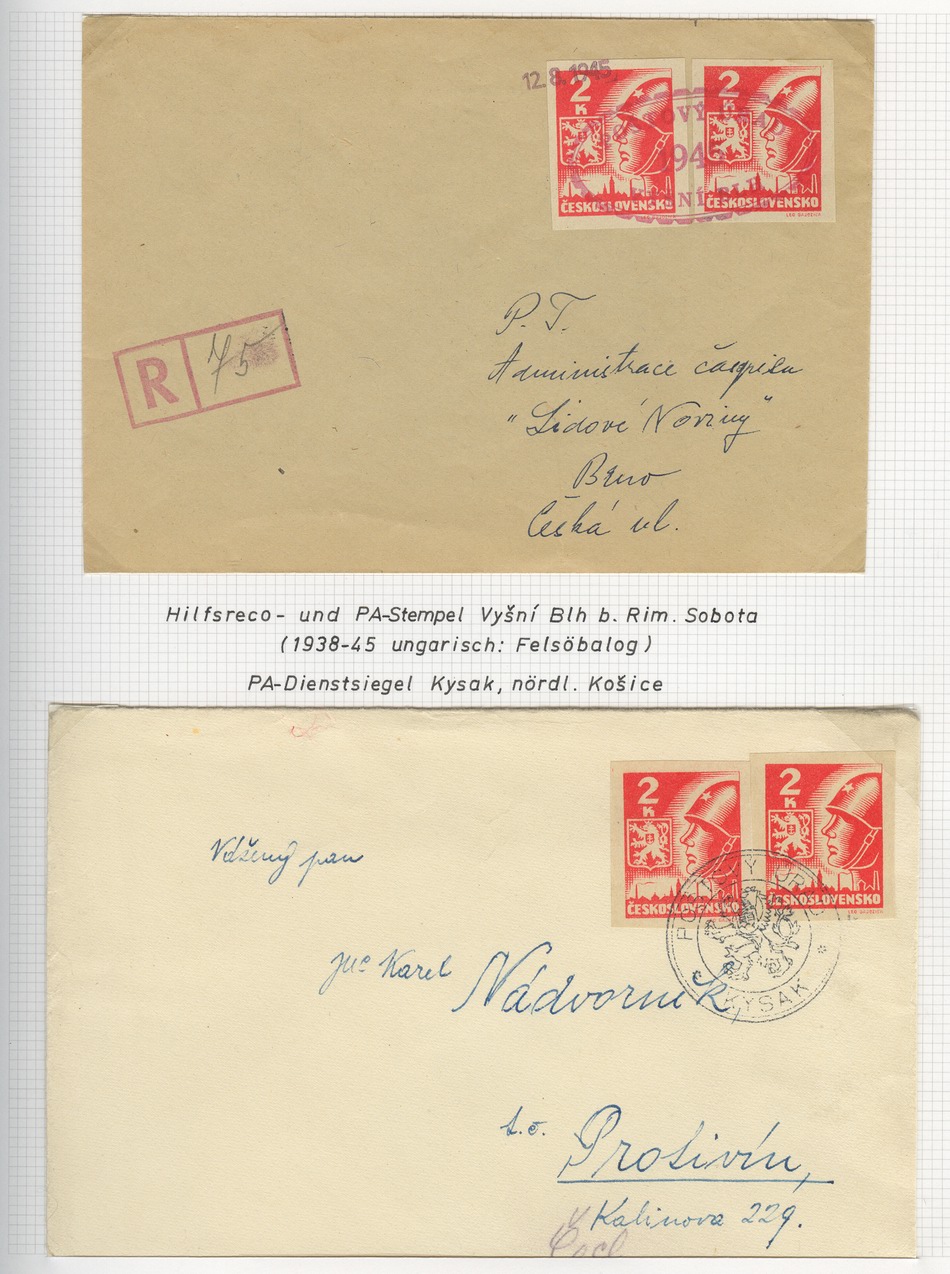 12.8.1945
2 K
ČESKOSLOVENSKO
2 K
ČESKOSLOVENSKO
1945
R 75
P. T.
Administrace časopisu
"Lidové Noviny"
Brno
Česká ul.
Hilfsreco- und PA-Stempel Vyšní Blh b. Rim. Sobota
(1938-45 ungarisch: Felsöbalog)
PA-Dienstsiegel Kysak, nördl. Košice
2 K
ČESKOSLOVENSKO
2 K
ČESKOSLOVENSKO
KYSAK
Vážený pan
Karel Nádvorník,
t.č. Protivín,
Kalinova 229.